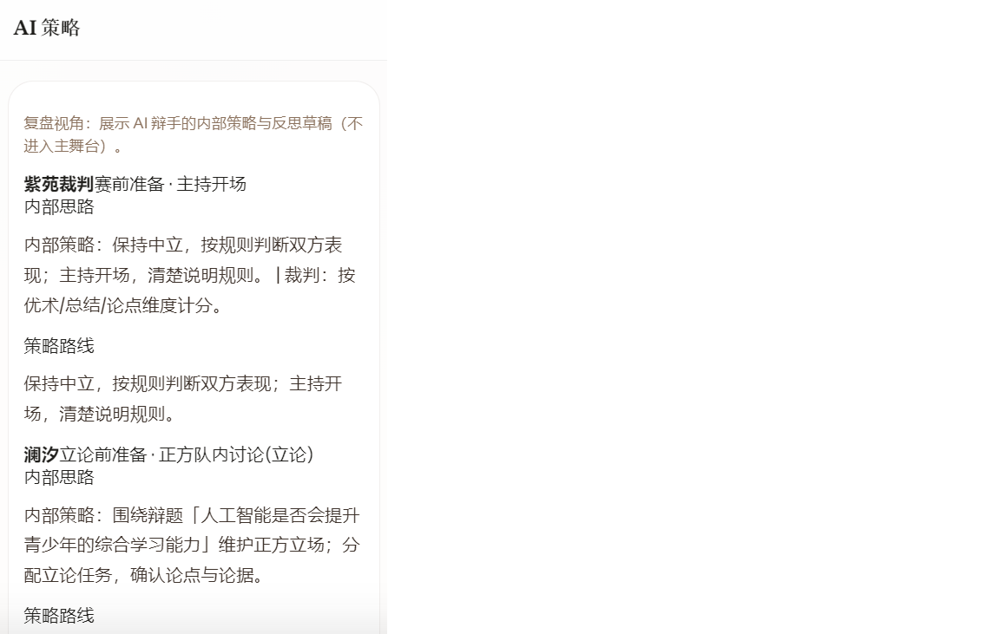 AI 策略
复盘视角：展示 AI 辩手的内部策略与反思草稿（不
进入主舞台）。
紫苑裁判赛前准备 · 主持开场
内部思路
内部策略：保持中立，按规则判断双方表
现；主持开场，清楚说明规则。 | 裁判：按
优术/总结/论点维度计分。
策略路线
保持中立，按规则判断双方表现；主持开
场，清楚说明规则。
澜汐立论前准备 · 正方队内讨论(立论)
内部思路
内部策略：围绕辩题「人工智能是否会提升
青少年的综合学习能力」维护正方立场；分
配立论任务，确认论点与论据。
策略路线